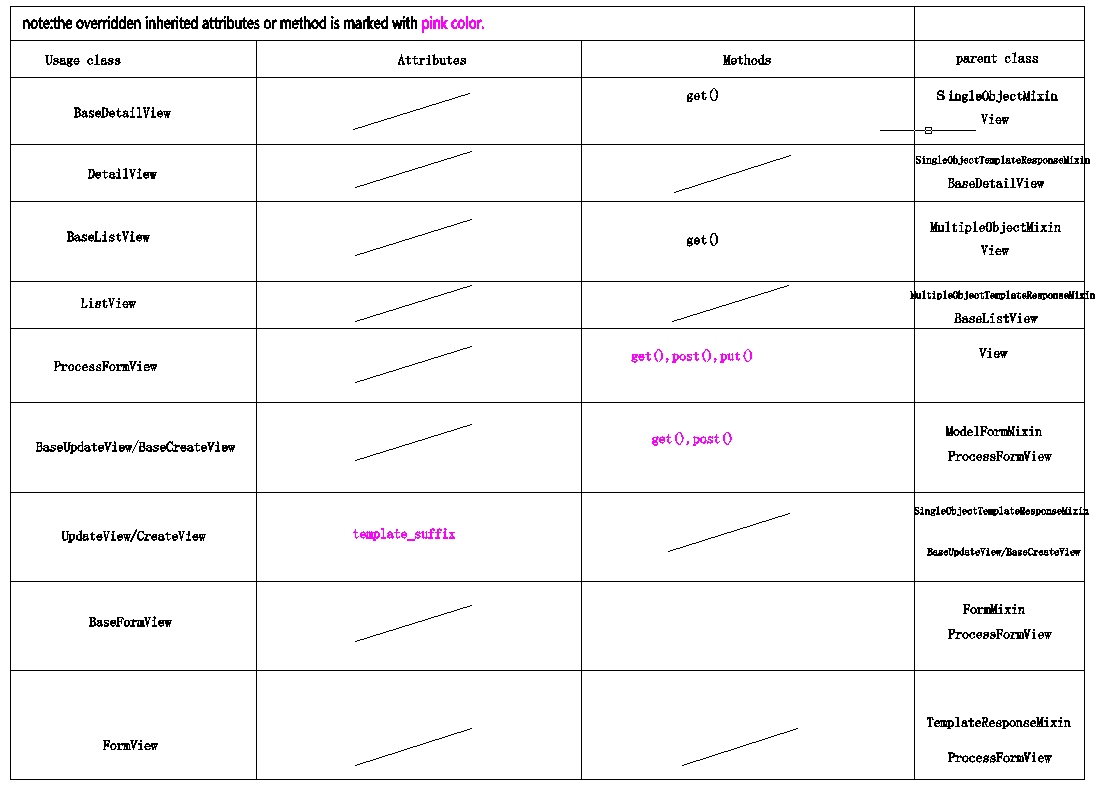 note:the overridden inherited attributes or method is marked with pink color.
Usage class Attributes Methods parent class
BaseDetailView get() SingleObjectMixin
View
DetailView SingleObjectTemplateResponseMixin
BaseDetailView
BaseListView get() MultipleObjectMixin
View
ListView MultipleObjectTemplateResponseMixin
BaseListView
ProcessFormView get(),post(),put() View
BaseUpdateView/BaseCreateView get(),post() ModelFormMixin
ProcessFormView
UpdateView/CreateView template_suffix SingleObjectTemplateResponseMixin
BaseUpdateView/BaseCreateView
BaseFormView FormMixin
ProcessFormView
FormView TemplateResponseMixin
ProcessFormView